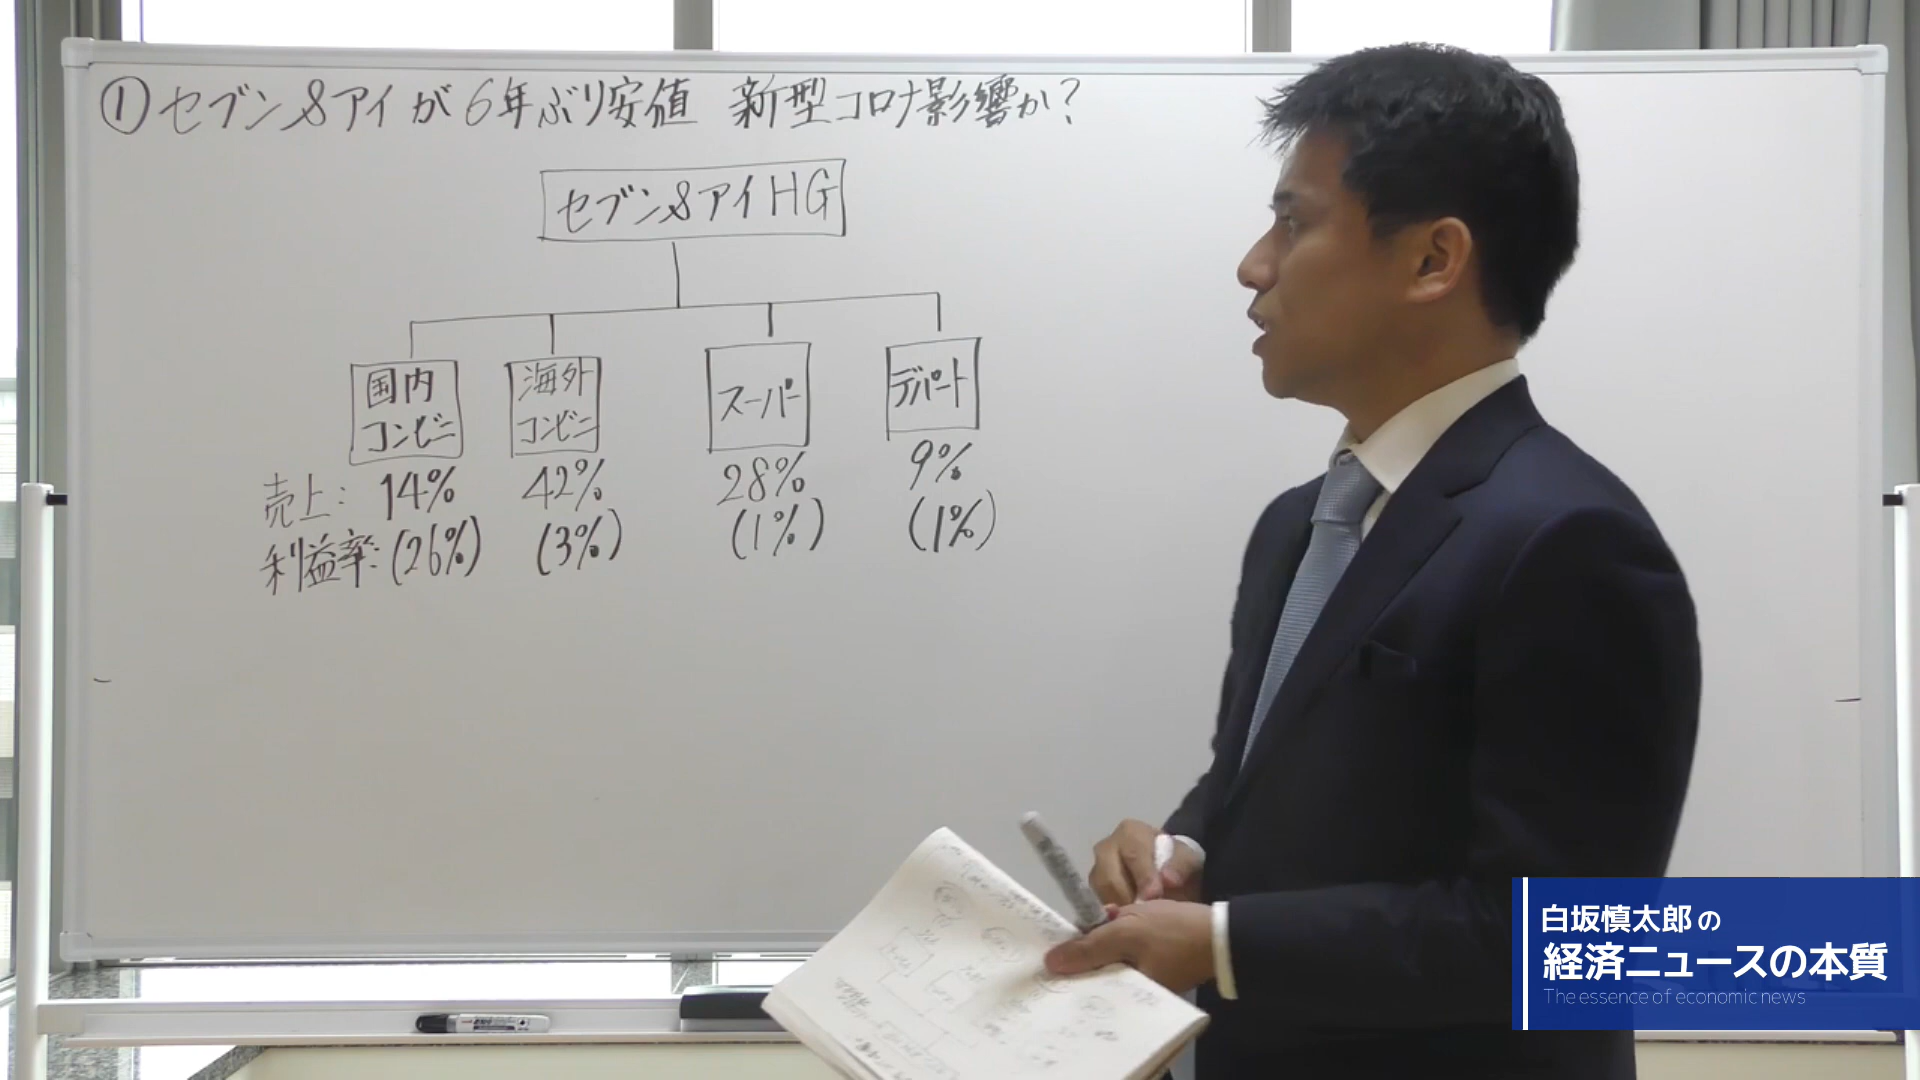 ①セブン&アイが6年ぶり安値 新型コロナ影響か?
セブン&アイHG
国内
コンビニ
海外
コンビニ
スーパー
デパート
売上: 14% 42% 28% 9%
利益率:(26%) (3%) (1%) (1%)
白坂慎太郎の
経済ニュースの本質
The essence of economic news